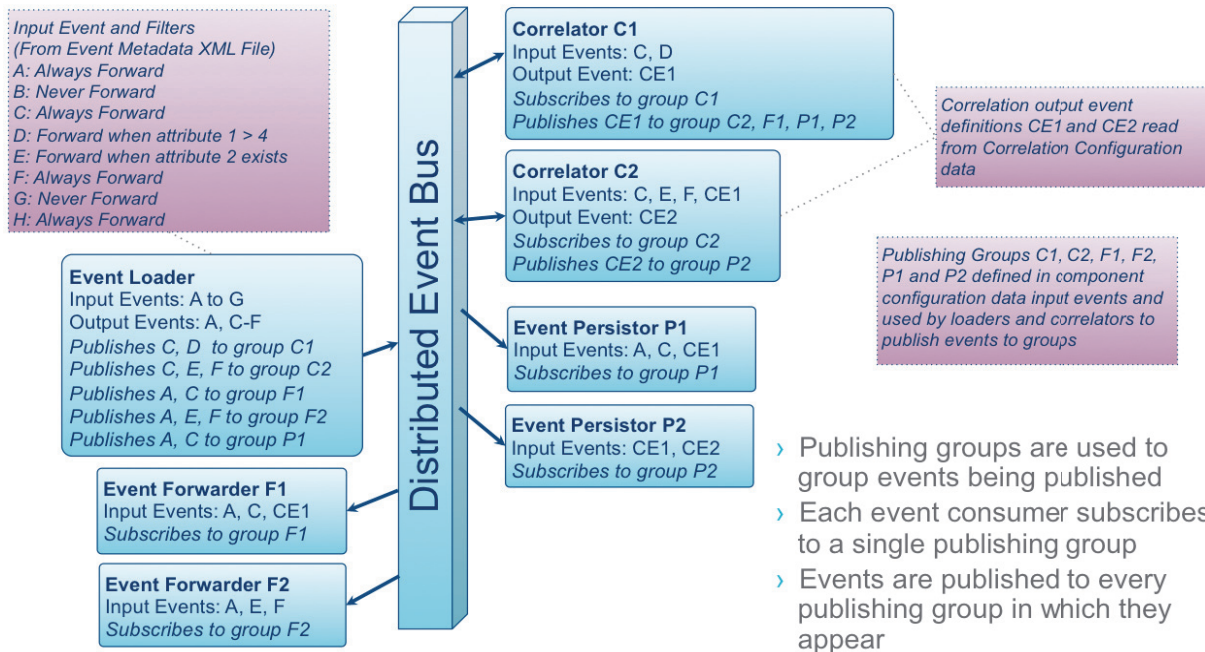 Input Event and Filters
(From Event Metadata XML File)
A: Always Forward
B: Never Forward
C: Always Forward
D: Forward when attribute 1 > 4
E: Forward when attribute 2 exists
F: Always Forward
G: Never Forward
H: Always Forward
Event Loader
Input Events: A to G
Output Events: A, C-F
Publishes C, D to group C1
Publishes C, E, F to group C2
Publishes A, C to group F1
Publishes A, E, F to group F2
Publishes A, C to group P1
Event Forwarder F1
Input Events: A, C, CE1
Subscribes to group F1
Event Forwarder F2
Input Events: A, E, F
Subscribes to group F2
Distributed Event Bus
Correlator C1
Input Events: C, D
Output Event: CE1
Subscribes to group C1
Publishes CE1 to group C2, F1, P1, P2
Correlator C2
Input Events: C, E, F, CE1
Output Event: CE2
Subscribes to group C2
Publishes CE2 to group P2
Event Persistor P1
Input Events: A, C, CE1
Subscribes to group P1
Event Persistor P2
Input Events: CE1, CE2
Subscribes to group P2
Correlation output event
definitions CE1 and CE2 read
from Correlation Configuration
data
Publishing Groups C1, C2, F1, F2,
P1 and P2 defined in component
configuration data input events and
used by loaders and correlators to
publish events to groups
› Publishing groups are used to
group events being published
› Each event consumer subscribes
to a single publishing group
› Events are published to every
publishing group in which they
appear